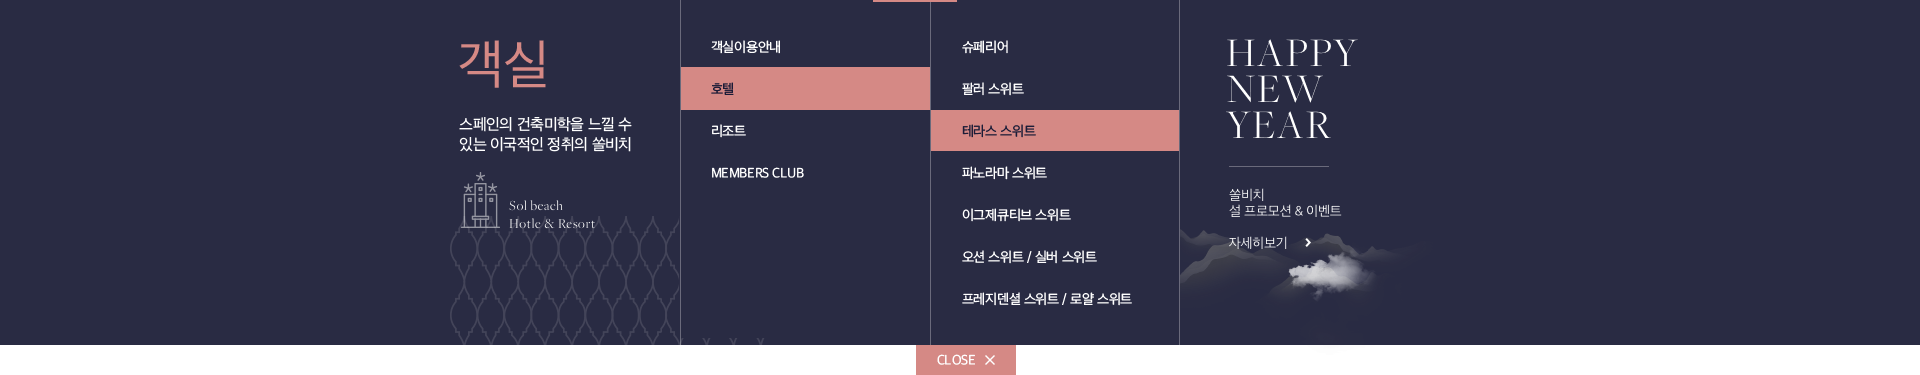 객실
스페인의 건축미학을 느낄 수
있는 이국적인 정취의 쏠비치
Sol beach
Hotle & Resort
객실이용안내
호텔
리조트
MEMBERS CLUB
슈페리어
팔러 스위트
테라스 스위트
파노라마 스위트
이그제큐티브 스위트
오션 스위트 / 실버 스위트
프레지덴셜 스위트 / 로얄 스위트
HAPPY
NEW
YEAR
쏠비치
설 프로모션 & 이벤트
자세히보기
CLOSE